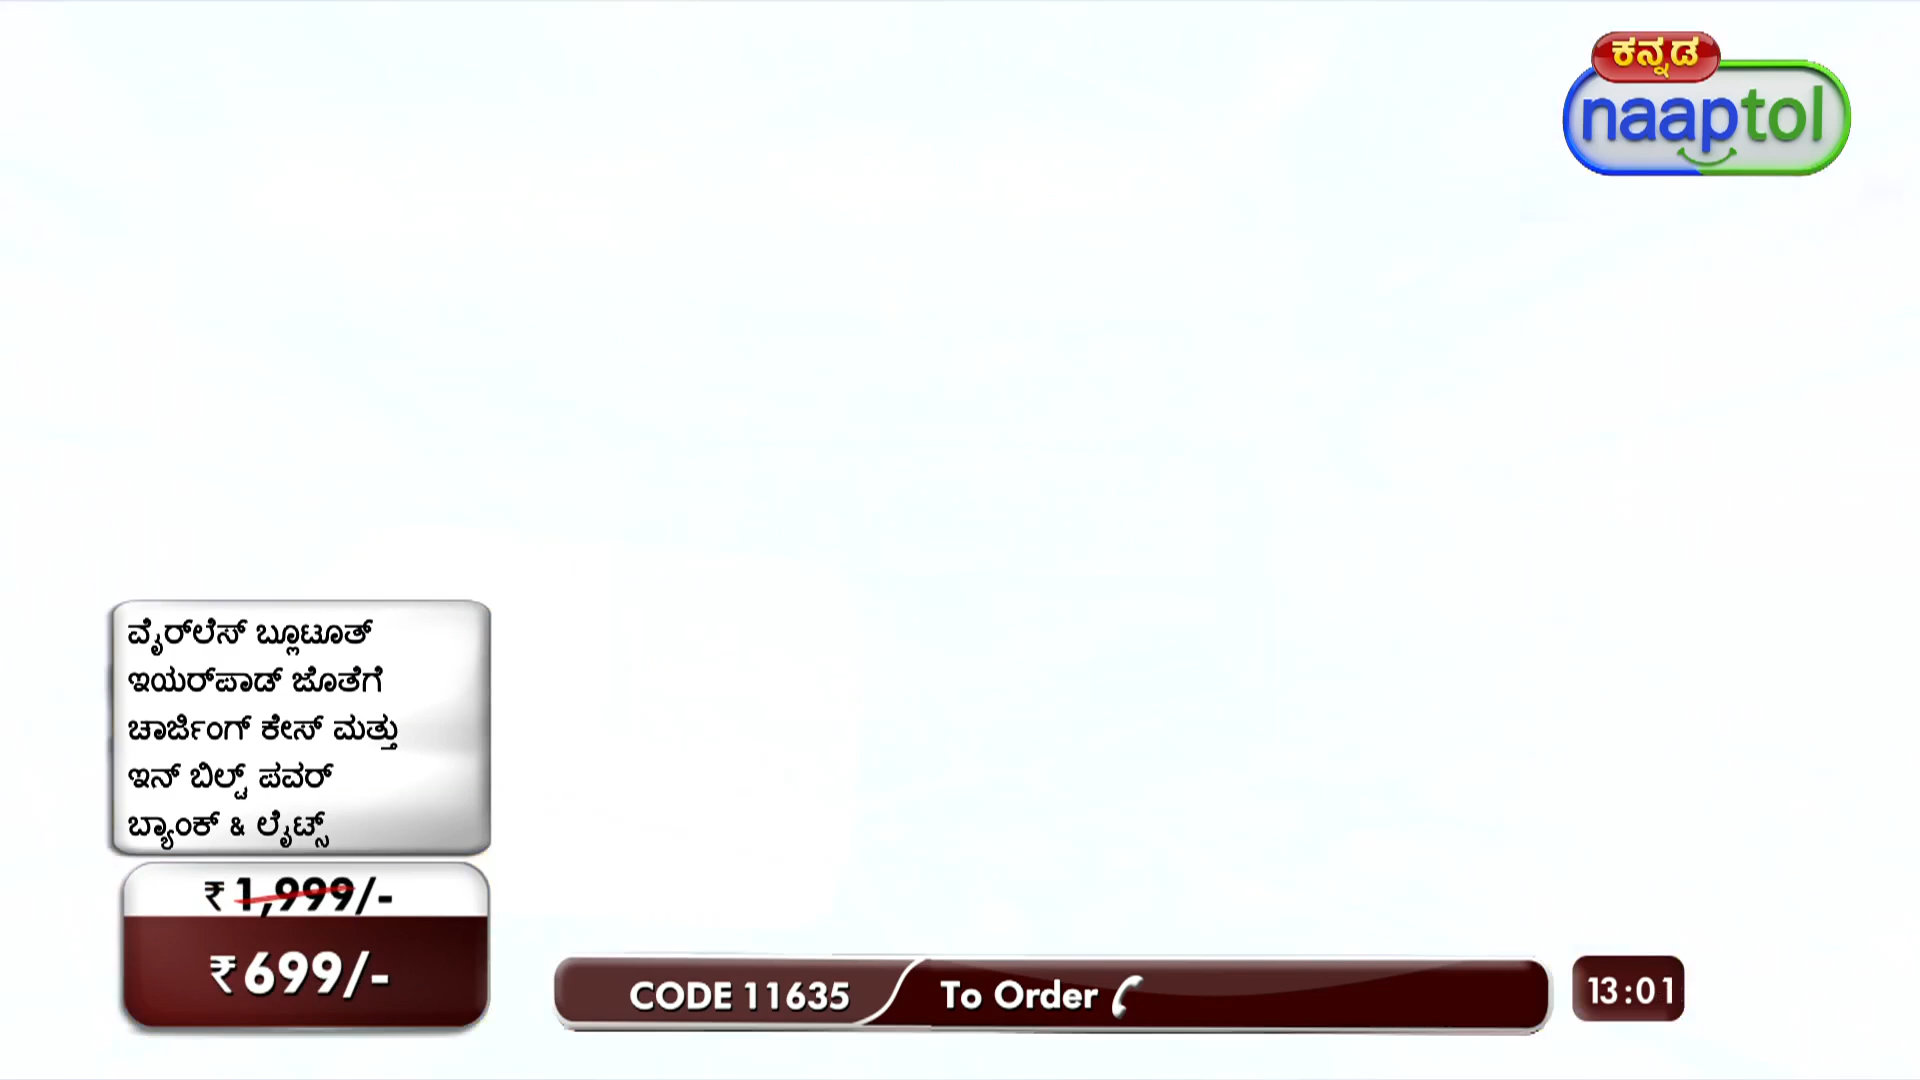 ಕನ್ನಡ
naaptol
ವೈರ್‌ಲೆಸ್ ಬ್ಲೂಟೂತ್
ಇಯರ್‌ಪಾಡ್ ಜೊತೆಗೆ
ಚಾರ್ಜಿಂಗ್ ಕೇಸ್ ಮತ್ತು
ಇನ್ ಬಿಲ್ಟ್ ಪವರ್
ಬ್ಯಾಂಕ್ & ಲೈಟ್ಸ್
₹1,999/-
₹699/-
CODE 11635 To Order
13:01